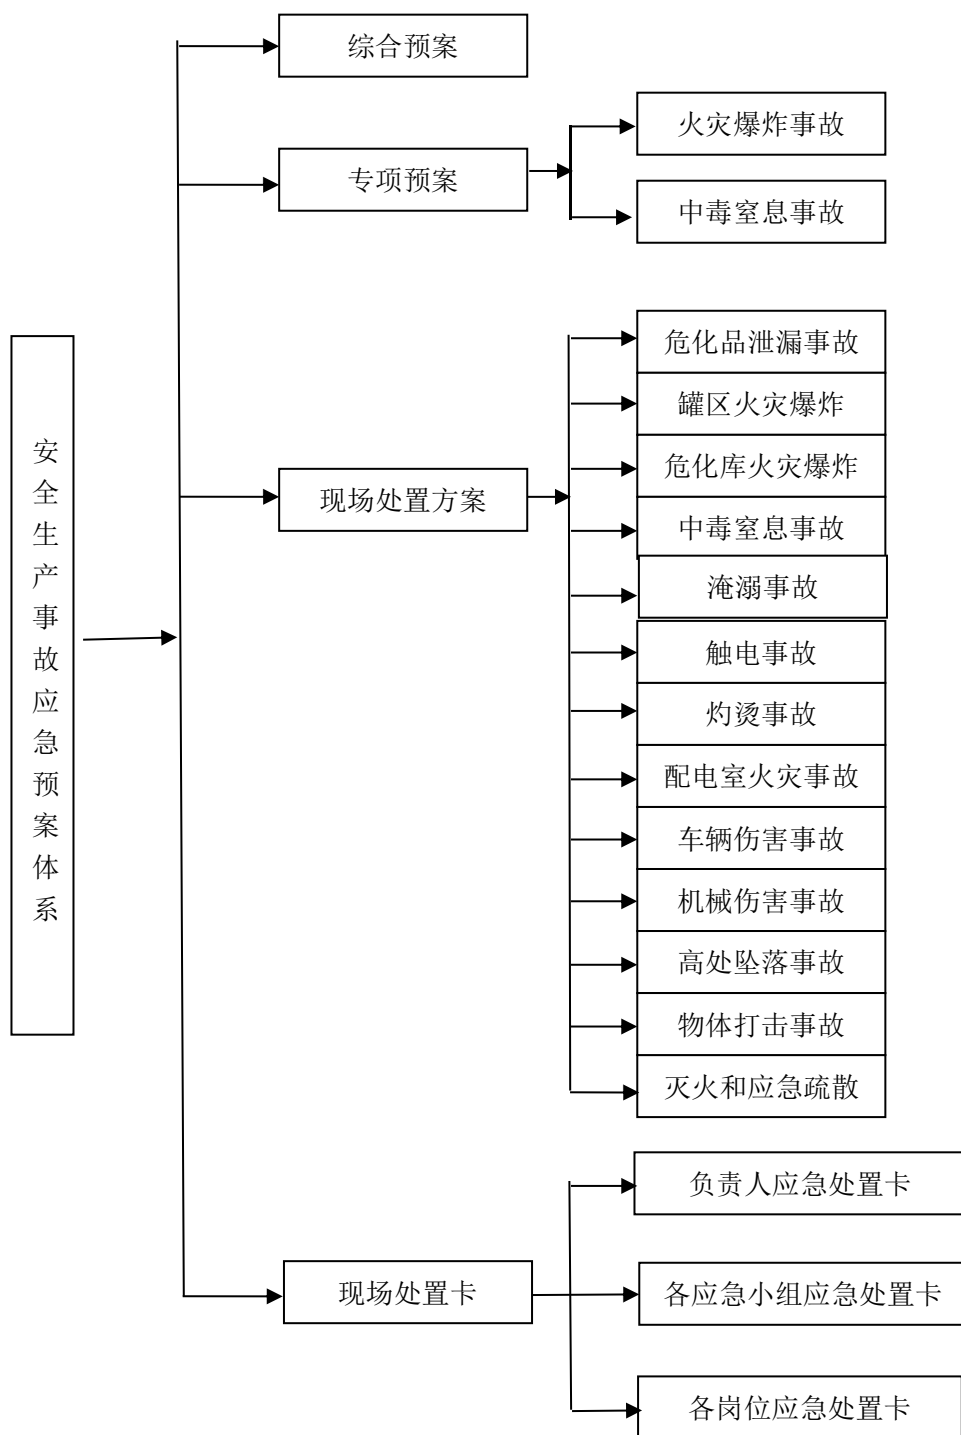 综合预案
专项预案
火灾爆炸事故
中毒窒息事故
安全生产事故应急预案体系
现场处置方案
危化品泄漏事故
罐区火灾爆炸
危化库火灾爆炸
中毒窒息事故
淹溺事故
触电事故
灼烫事故
配电室火灾事故
车辆伤害事故
机械伤害事故
高处坠落事故
物体打击事故
灭火和应急疏散
现场处置卡
负责人应急处置卡
各应急小组应急处置卡
各岗位应急处置卡